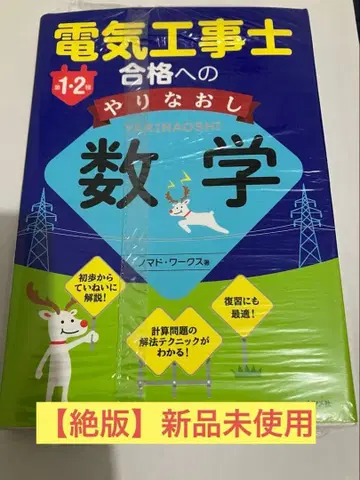 電気工事士
第1・2種
合格への
やりなおし
YARINAOSHI
数学
ノマド・ワークス 著
初歩から
ていねいに
解説!
計算問題の
解法テクニックが
わかる!
復習にも
最適!
【絶版】新品未使用